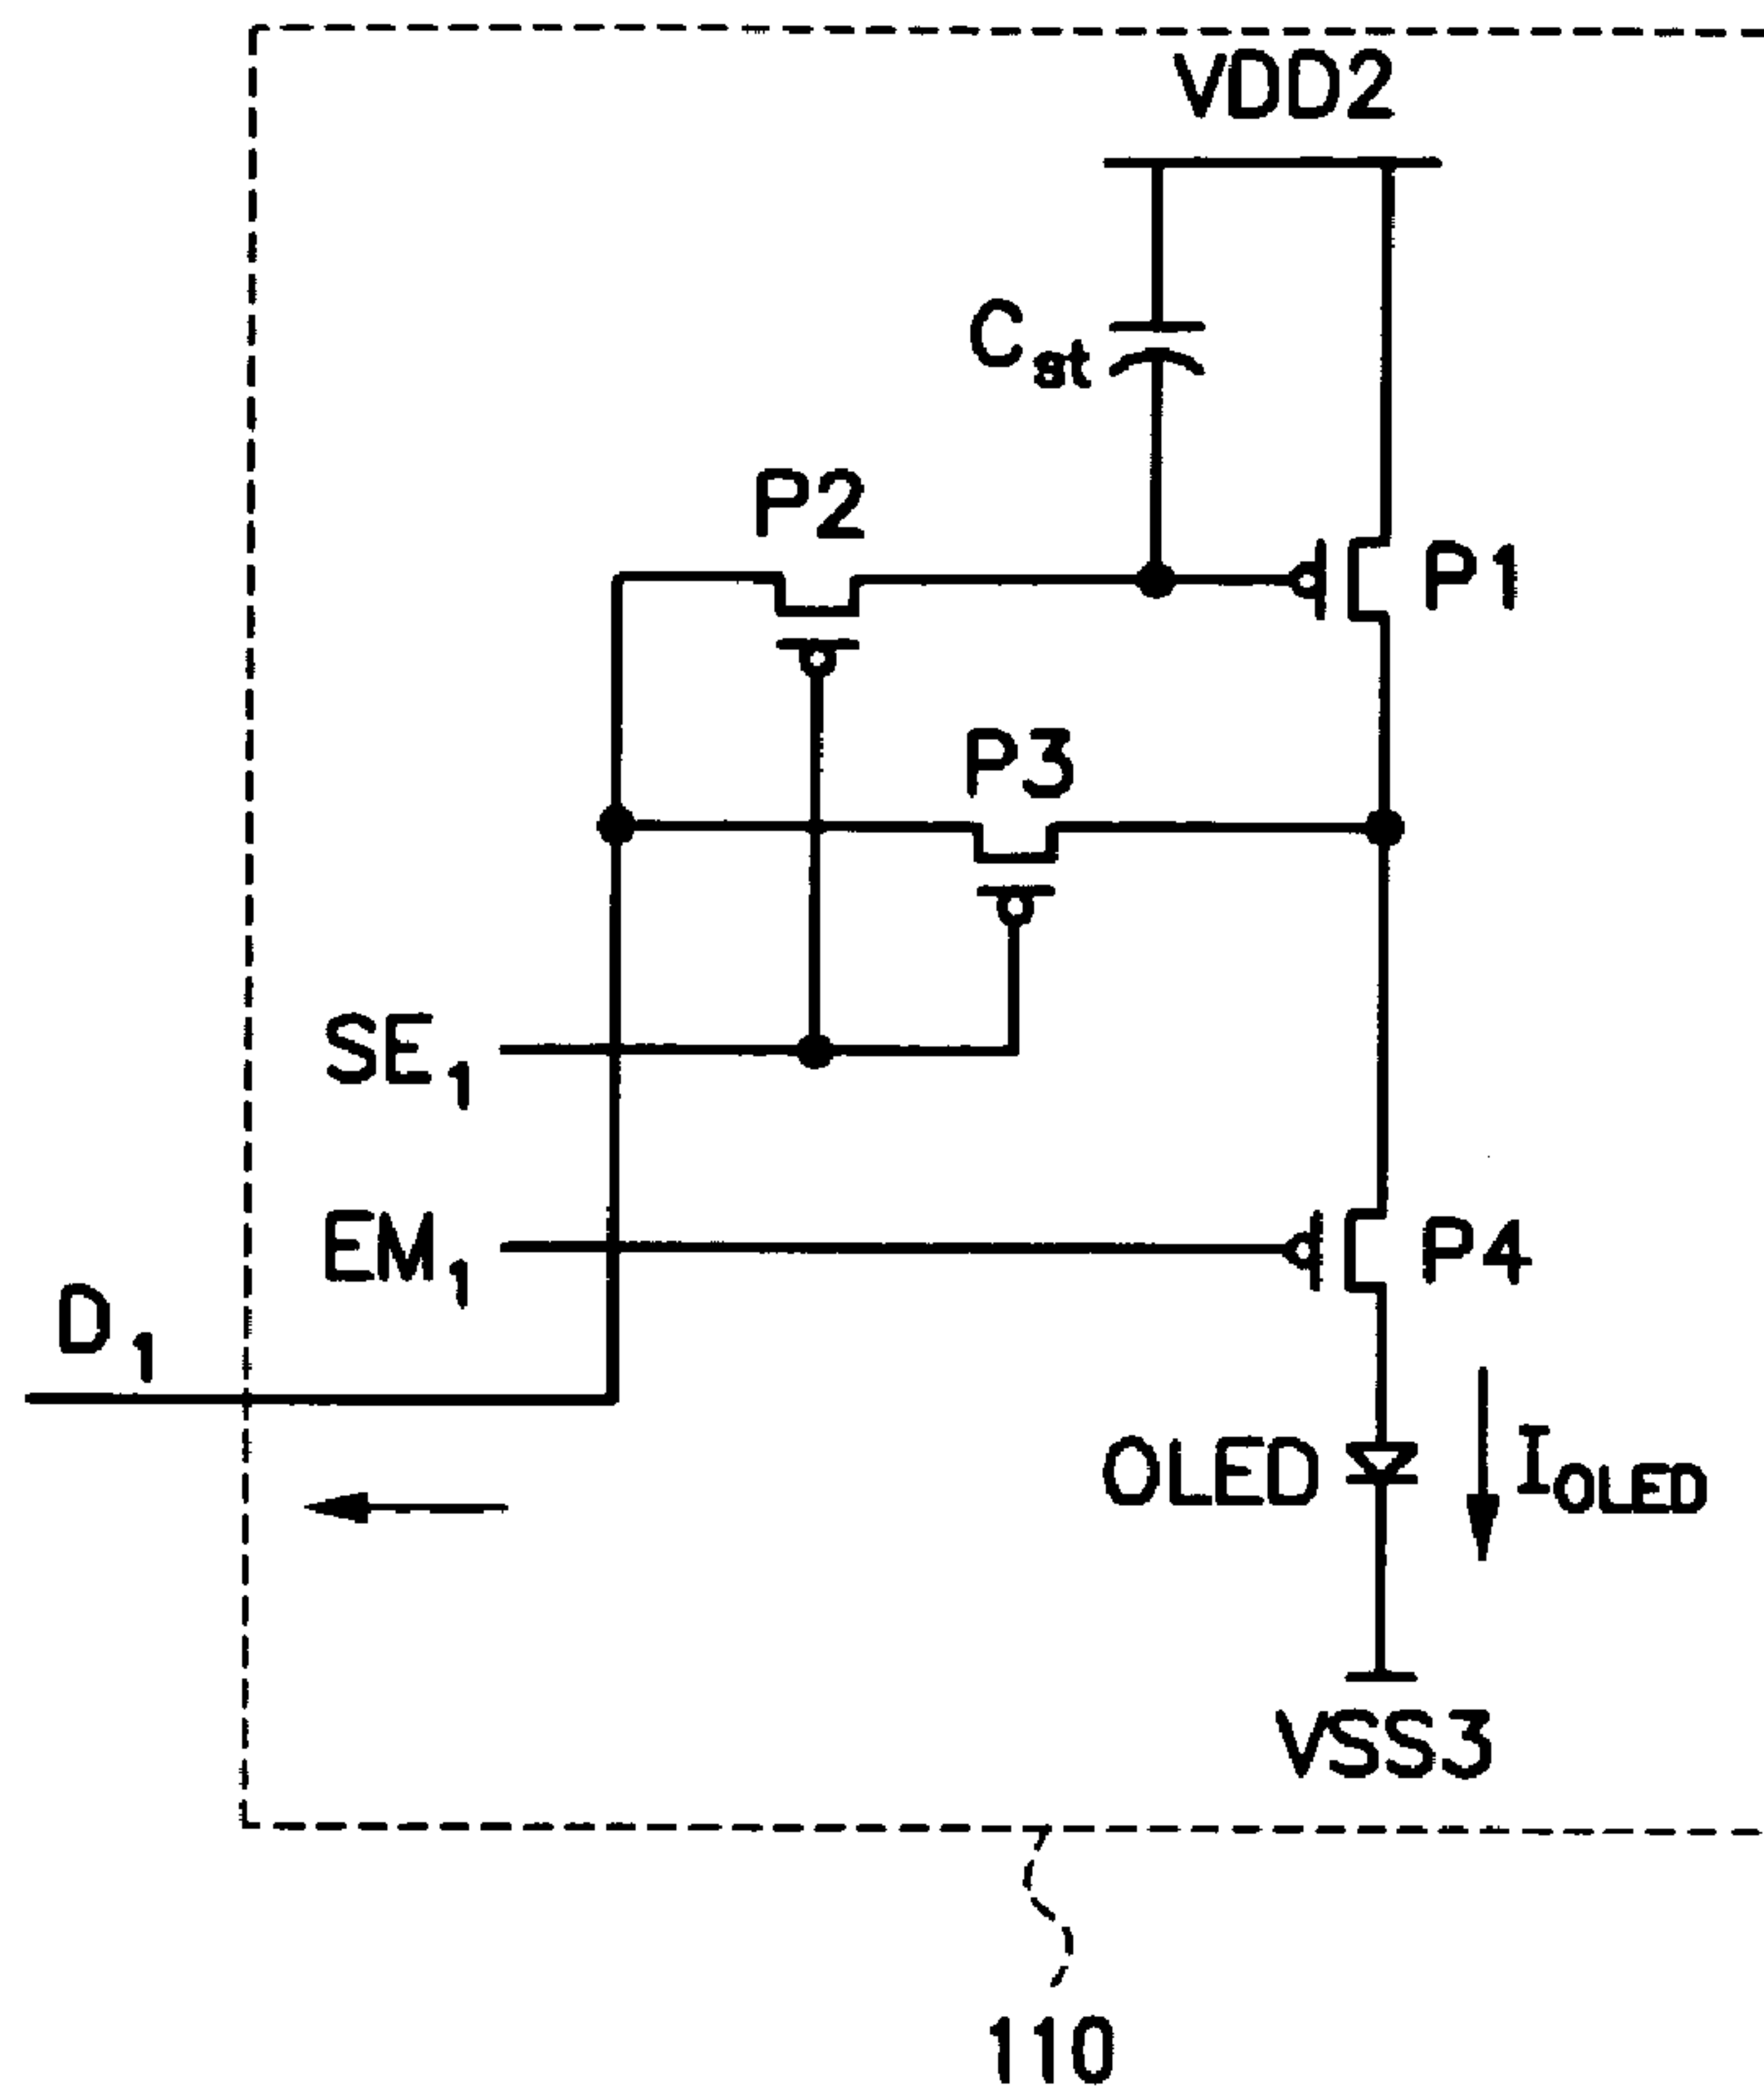 VDD2
Cst
P2
P1
P3
SE1
EM1
P4
D1
OLED
IOLED
VSS3
110